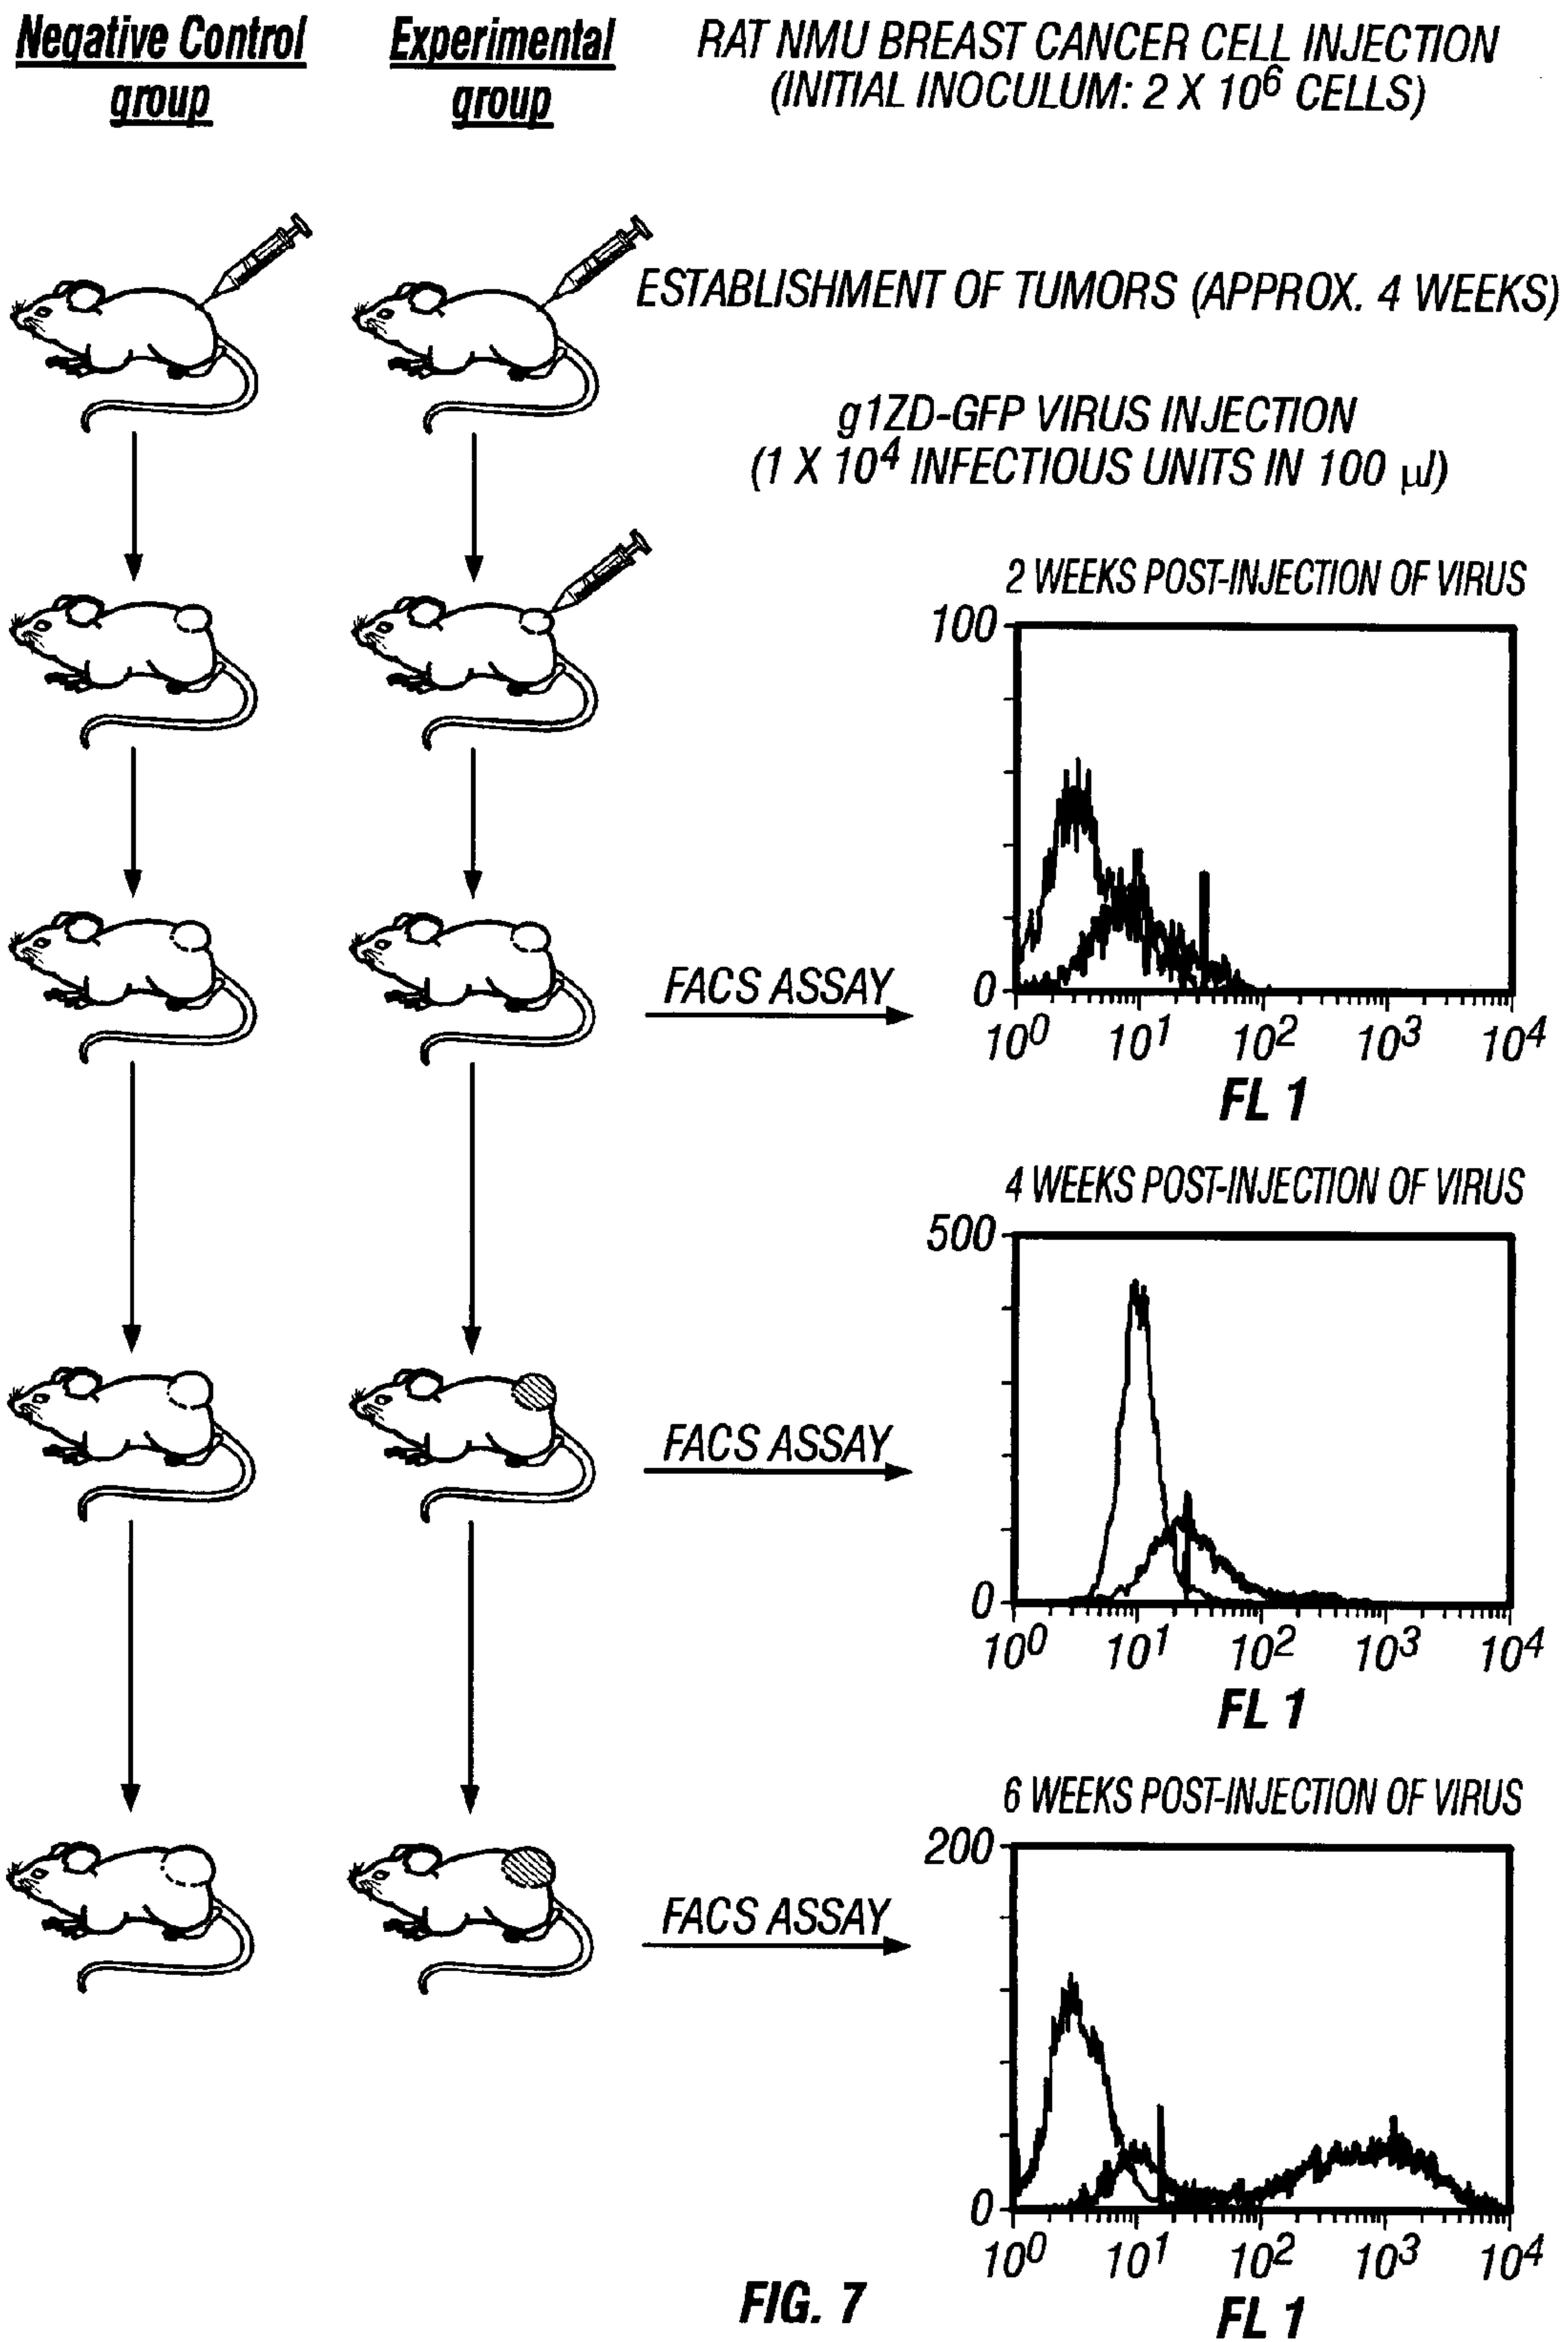 Negative Control
group
Experimental
group
RAT NMU BREAST CANCER CELL INJECTION
(INITIAL INOCULUM: 2 X 10⁶ CELLS)
ESTABLISHMENT OF TUMORS (APPROX. 4 WEEKS)
g1ZD-GFP VIRUS INJECTION
(1 X 10⁴ INFECTIOUS UNITS IN 100 µl)
2 WEEKS POST-INJECTION OF VIRUS
100
0
10⁰ 10¹ 10² 10³ 10⁴
FL 1
FACS ASSAY
4 WEEKS POST-INJECTION OF VIRUS
500
0
10⁰ 10¹ 10² 10³ 10⁴
FL 1
FACS ASSAY
6 WEEKS POST-INJECTION OF VIRUS
200
0
10⁰ 10¹ 10² 10³ 10⁴
FL 1
FACS ASSAY
FIG. 7